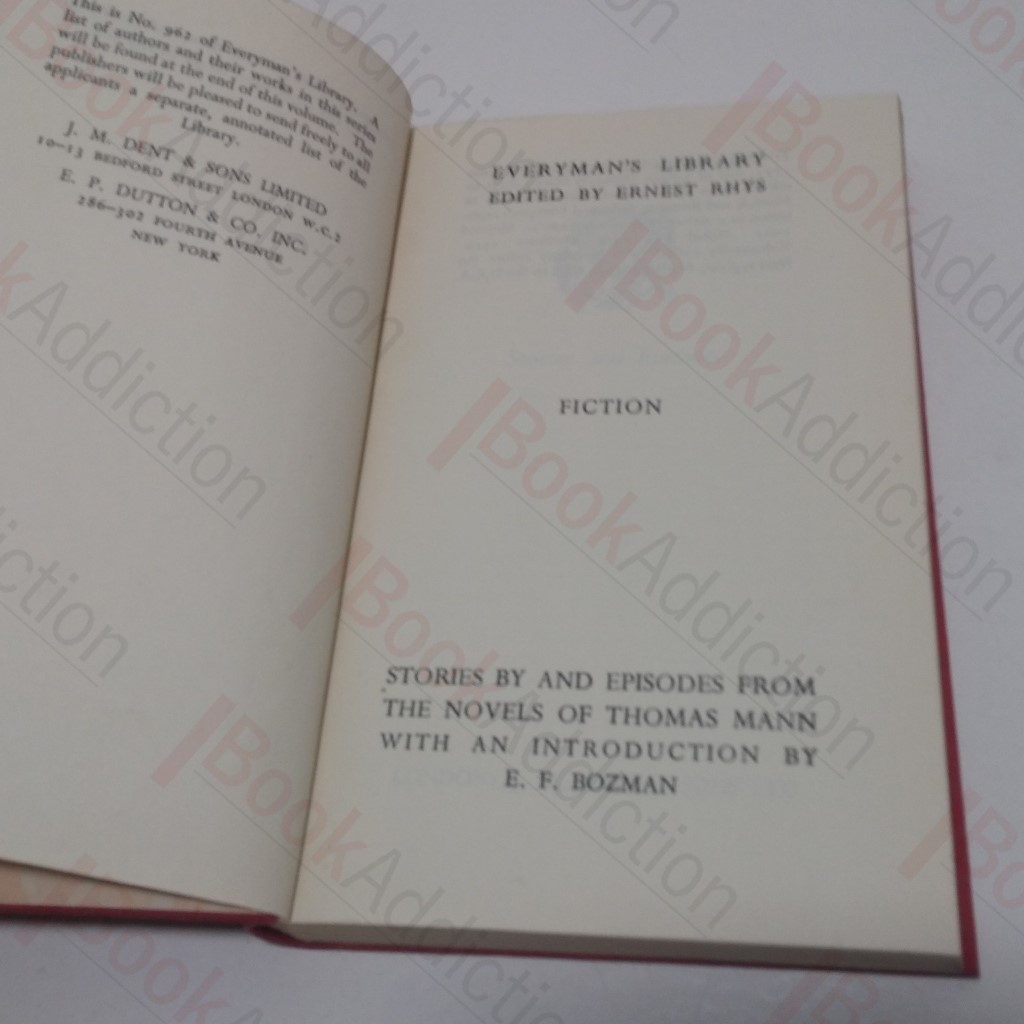 This is No. 962 of Everyman's Library. A
list of authors and their works in this series
will be found at the end of this volume. The
publishers will be pleased to send freely to all
applicants a separate, annotated list of the
Library.
J. M. DENT & SONS LIMITED
10–13 BEDFORD STREET LONDON W.C.2
E. P. DUTTON & CO. INC.
286–302 FOURTH AVENUE
NEW YORK
EVERYMAN'S LIBRARY
EDITED BY ERNEST RHYS
FICTION
STORIES BY AND EPISODES FROM
THE NOVELS OF THOMAS MANN
WITH AN INTRODUCTION BY
E. F. BOZMAN
BookAddiction